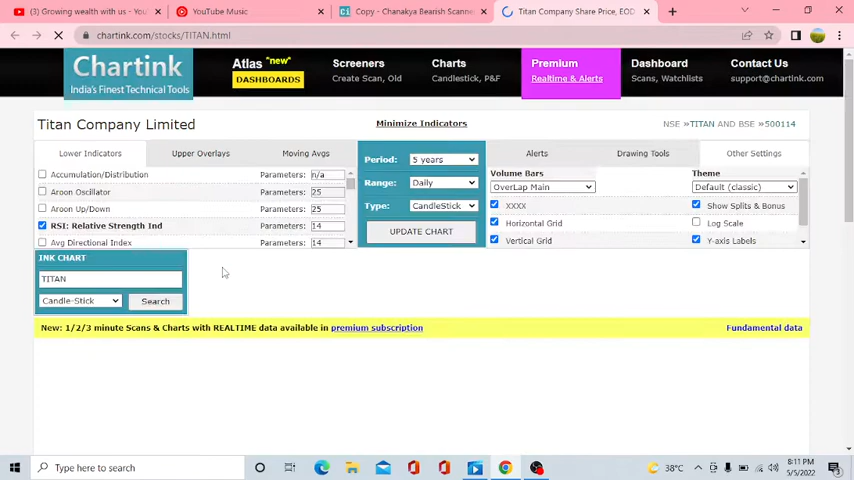 (3) Growing wealth with - YouTu
YouTube Music
Copy - Chanakya Bearish Scanner
Titan Company Share Price, EOD
chartink.com/stocks/TITAN.html
Chartink
India's Finest Technical Tools
Atlas "new"
DASHBOARDS
Screeners
Create Scan, Old
Charts
Candlestick, P&F
Premium
Realtime & Alerts
Dashboard
Scans, Watchlists
Contact Us
support@chartink.com
Titan Company Limited
Minimize Indicators
NSE »TITAN AND BSE »500114
Lower Indicators
Upper Overlays
Moving Avgs
Accumulation/Distribution Parameters: n/a
Aroon Oscillator Parameters: 25
Aroon Up/Down Parameters: 25
RSI: Relative Strength Ind Parameters: 14
Avg Directional Index Parameters: 14
Period: 5 years
Range: Daily
Type: CandleStick
UPDATE CHART
Alerts
Drawing Tools
Other Settings
Volume Bars
OverLap Main
XXXX
Horizontal Grid
Vertical Grid
Theme
Default (classic)
Show Splits & Bonus
Log Scale
Y-axis Labels
INK CHART
TITAN
Candle-Stick
Search
New: 1/2/3 minute Scans & Charts with REALTIME data available in premium subscription
Fundamental data
Type here to search
38°C
8:11 PM
5/5/2022